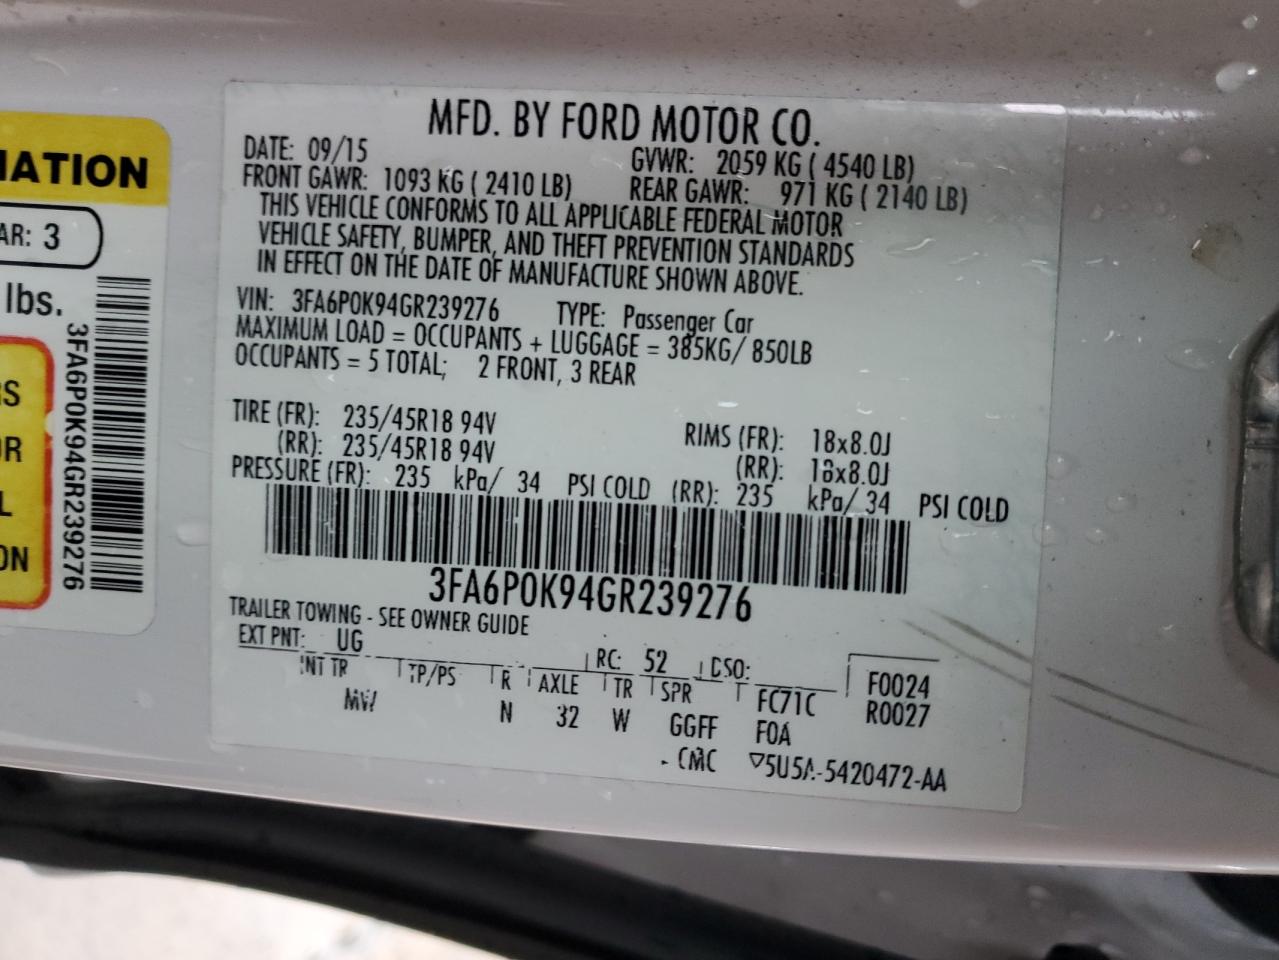 MFD. BY FORD MOTOR CO.
DATE: 09/15 GVWR: 2059 KG ( 4540 LB)
FRONT GAWR: 1093 KG ( 2410 LB) REAR GAWR: 971 KG ( 2140 LB)
THIS VEHICLE CONFORMS TO ALL APPLICABLE FEDERAL MOTOR
VEHICLE SAFETY, BUMPER, AND THEFT PREVENTION STANDARDS
IN EFFECT ON THE DATE OF MANUFACTURE SHOWN ABOVE.
VIN: 3FA6P0K94GR239276 TYPE: Passenger Car
MAXIMUM LOAD = OCCUPANTS + LUGGAGE = 385KG/ 850LB
OCCUPANTS = 5 TOTAL; 2 FRONT, 3 REAR
TIRE (FR): 235/45R18 94V RIMS (FR): 18x8.0J
(RR): 235/45R18 94V (RR): 18x8.0J
PRESSURE (FR): 235 kPa/ 34 PSI COLD (RR): 235 kPa/ 34 PSI COLD
3FA6P0K94GR239276
TRAILER TOWING - SEE OWNER GUIDE
EXT PNT: UG RC: 52 DSO:
INT TR TP/PS R AXLE TR SPR FC71C F0024
MW N 32 W GGFF F0A R0027
CMC 5U5A-5420472-AA
MATION
AR: 3
lbs.
3FA6P0K94GR239276
RS
OR
L
ON